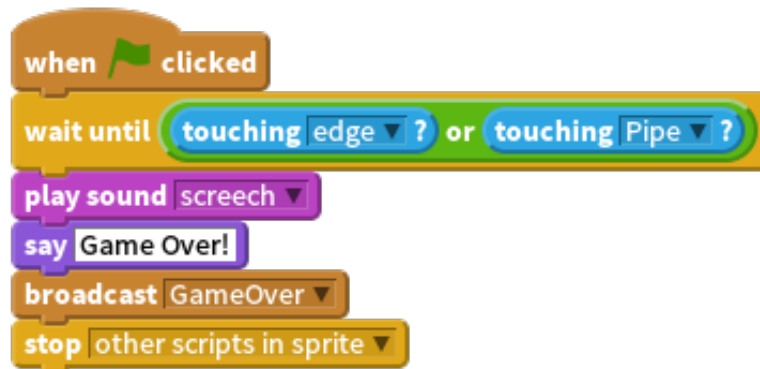 when clicked
wait until touching edge ? or touching Pipe ?
play sound screech
say Game Over!
broadcast GameOver
stop other scripts in sprite